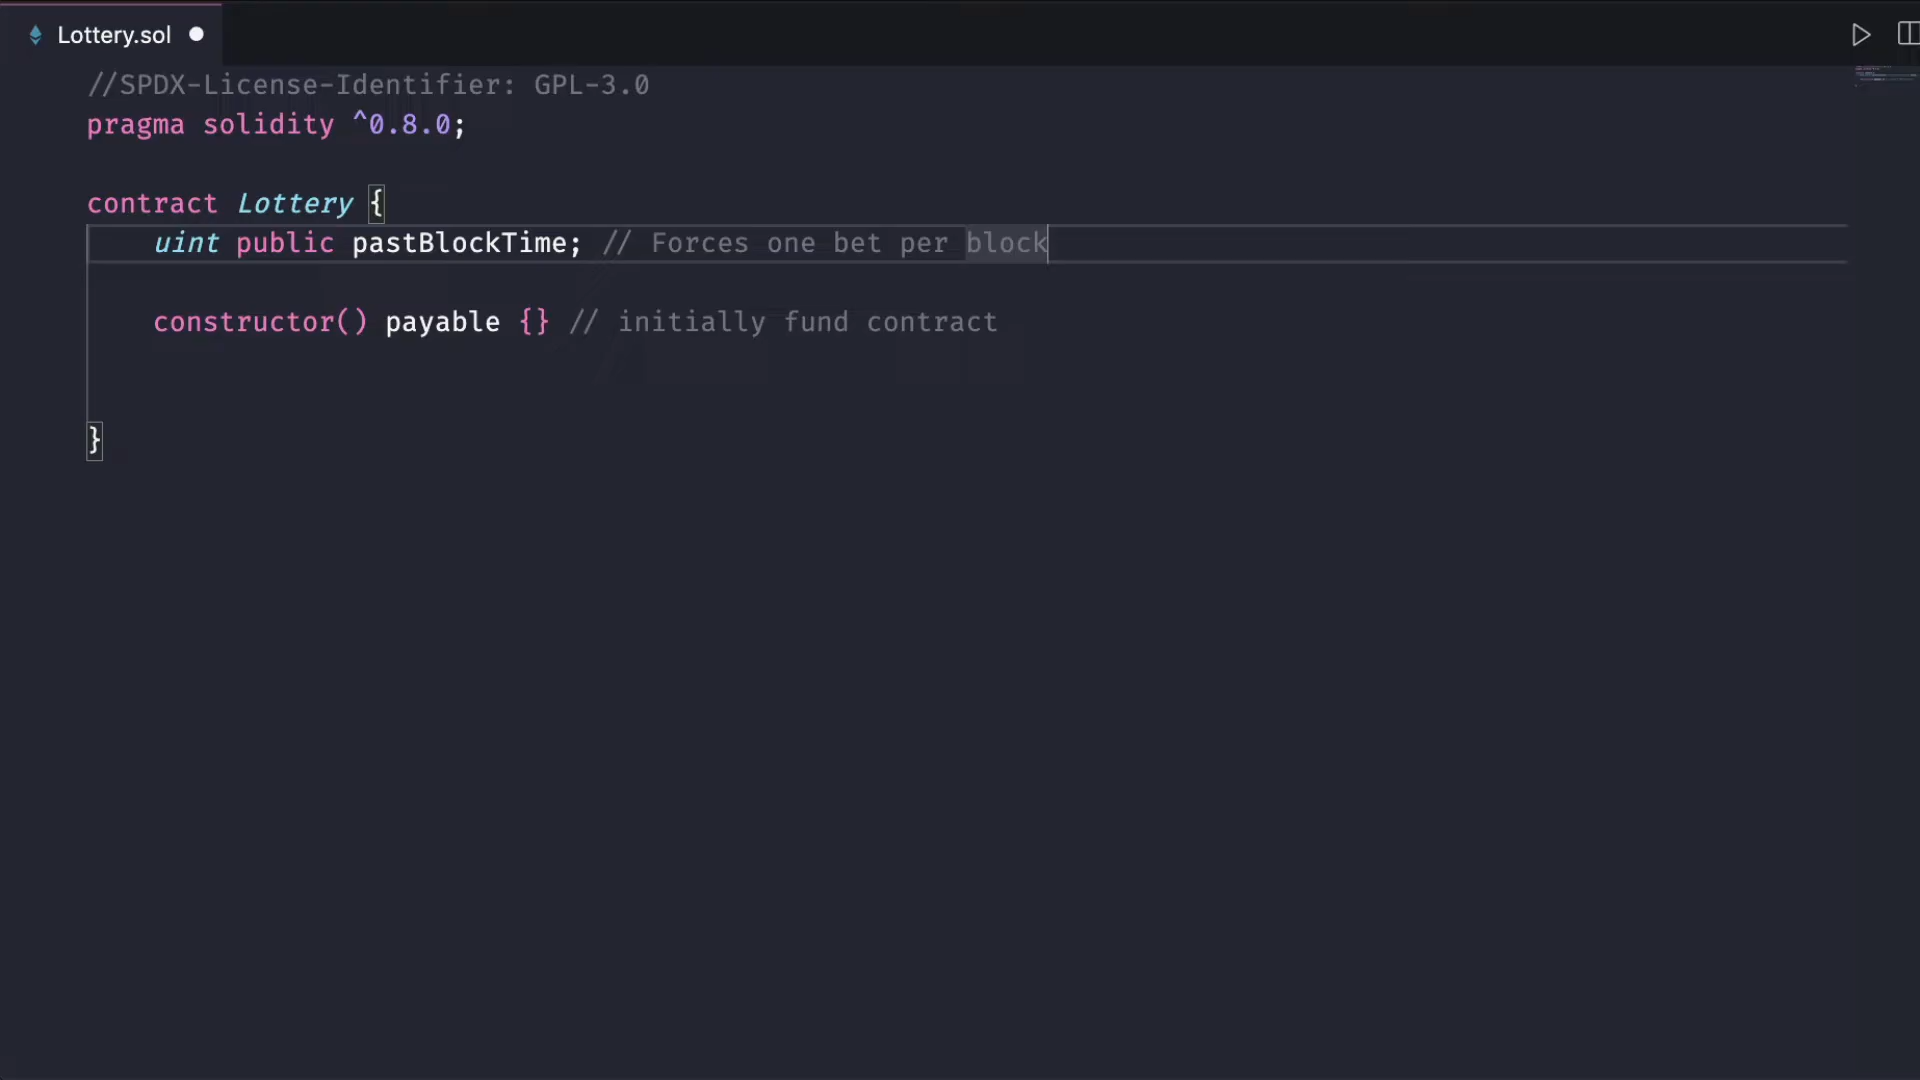 Lottery.sol
//SPDX-License-Identifier: GPL-3.0
pragma solidity ^0.8.0;
contract Lottery {
uint public pastBlockTime; // Forces one bet per block
constructor() payable {} // initially fund contract
}